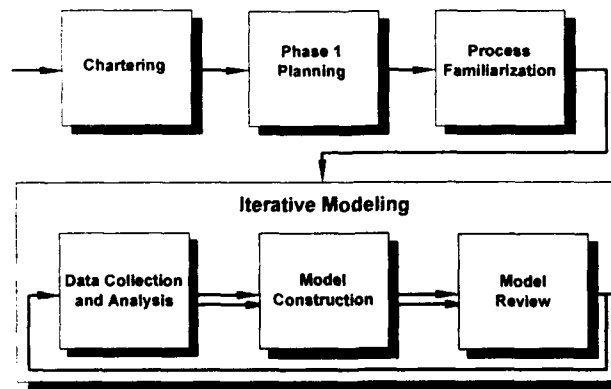 Chartering
Phase 1
Planning
Process
Familiarization
Iterative Modeling
Data Collection
and Analysis
Model
Construction
Model
Review